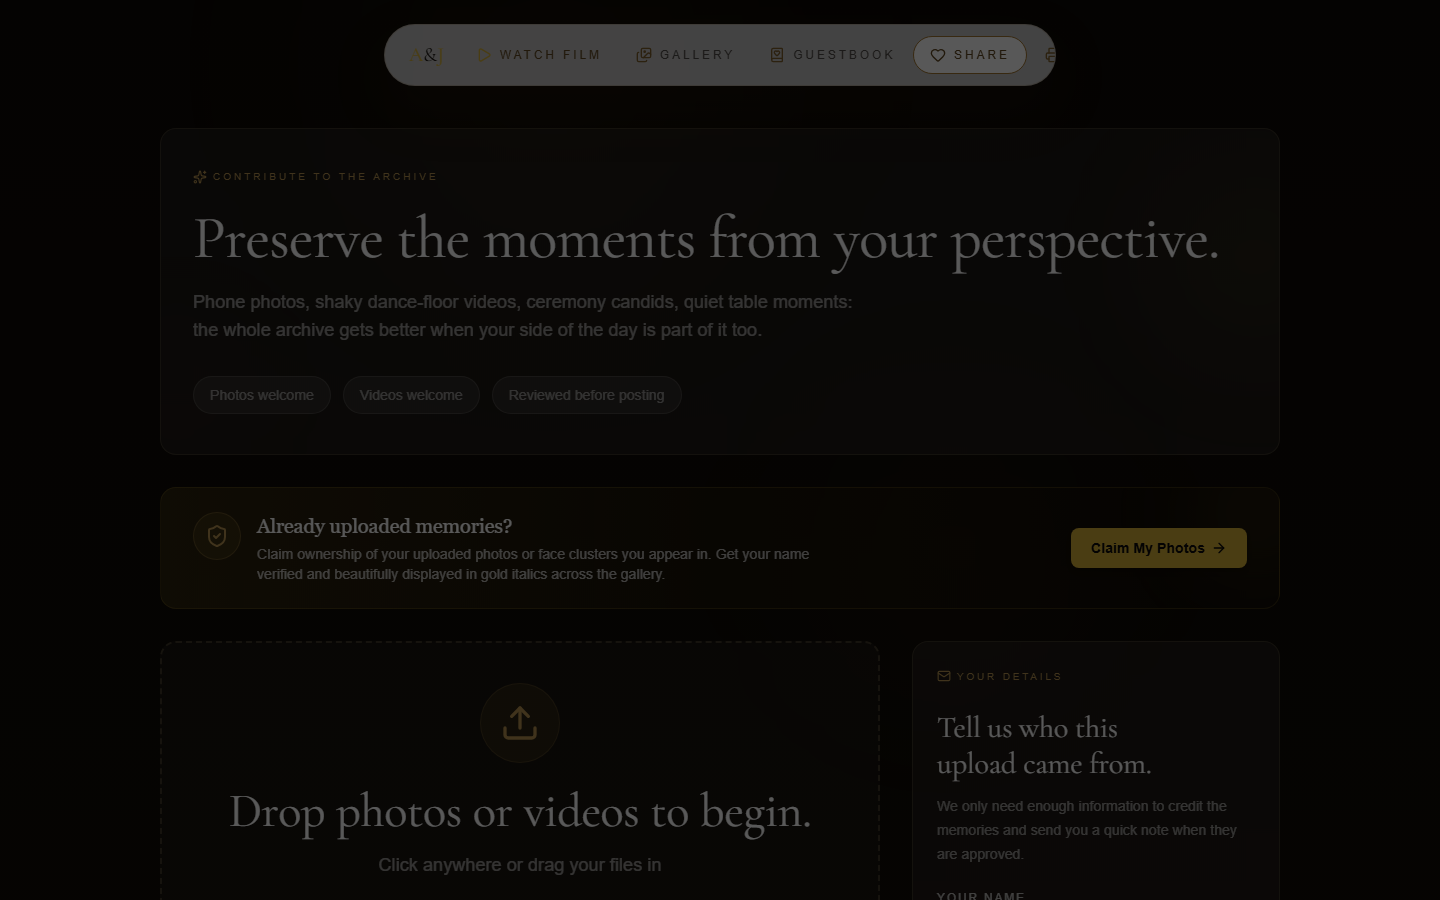 A&J
WATCH FILM
GALLERY
GUESTBOOK
SHARE
CONTRIBUTE TO THE ARCHIVE
Preserve the moments from your perspective.
Phone photos, shaky dance-floor videos, ceremony candids, quiet table moments:
the whole archive gets better when your side of the day is part of it too.
Photos welcome
Videos welcome
Reviewed before posting
Already uploaded memories?
Claim ownership of your uploaded photos or face clusters you appear in. Get your name
verified and beautifully displayed in gold italics across the gallery.
Claim My Photos
Drop photos or videos to begin.
Click anywhere or drag your files in
YOUR DETAILS
Tell us who this
upload came from.
We only need enough information to credit the
memories and send you a quick note when they
are approved.
YOUR NAME